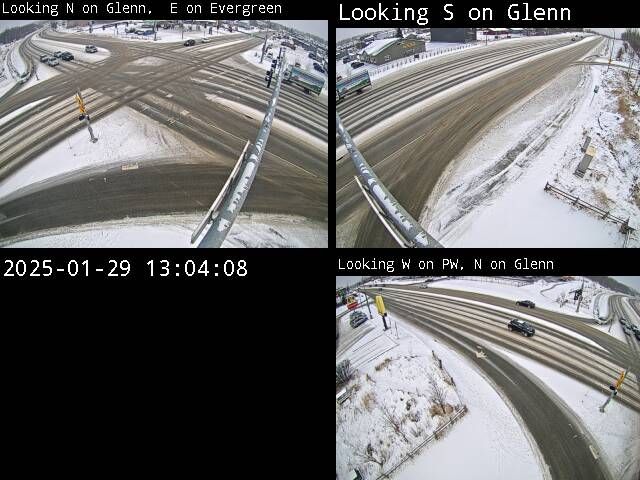 Looking N on Glenn,  E on Evergreen
Looking S on Glenn
2025-01-29 13:04:08
Looking W on PW, N on Glenn